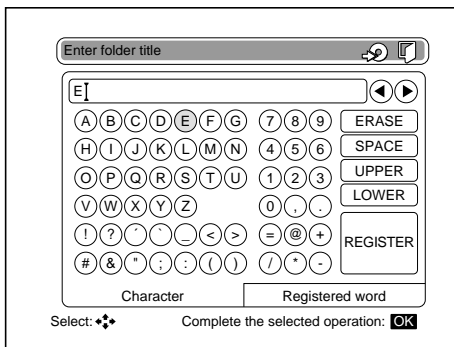 Enter folder title
E
A B C D E F G 7 8 9 ERASE
H I J K L M N 4 5 6 SPACE
O P Q R S T U 1 2 3 UPPER
V W X Y Z 0 , . LOWER
! ? ´ ` _ < > = @ + REGISTER
# & " ; : ( ) / * -
Character Registered word
Select: Complete the selected operation: OK